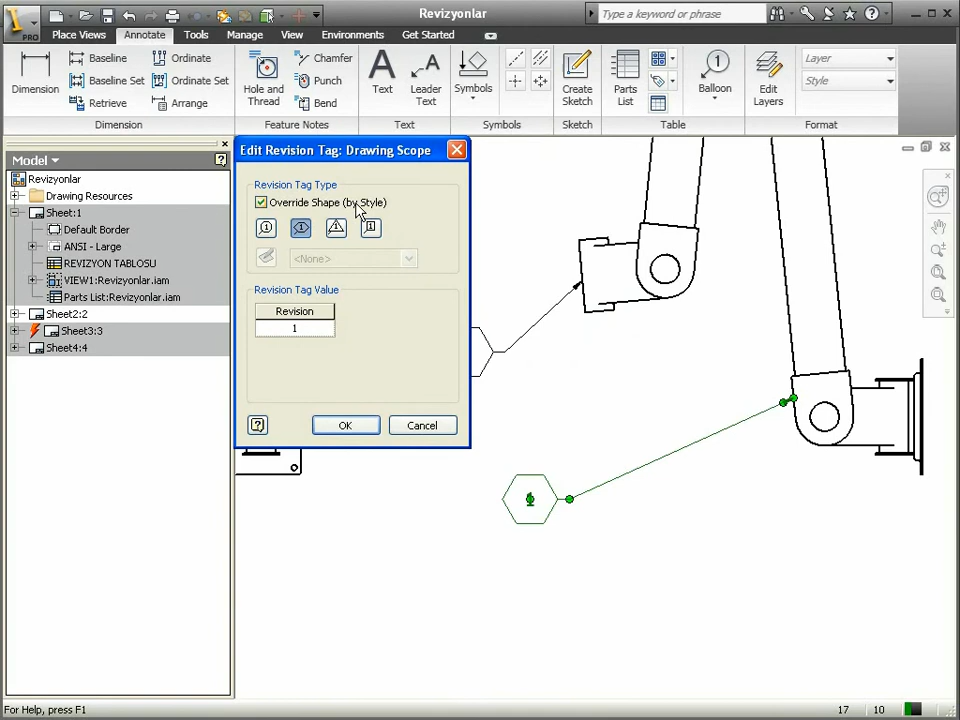 Revizyonlar
Type a keyword or phrase
PRO
Place Views
Annotate
Tools
Manage
View
Environments
Get Started
Dimension
Baseline
Baseline Set
Retrieve
Ordinate
Ordinate Set
Arrange
Dimension
Hole and
Thread
Chamfer
Punch
Bend
Feature Notes
Text
Leader
Text
Text
Symbols
Symbols
Create
Sketch
Sketch
Parts
List
Balloon
Table
Edit
Layers
Layer
Style
Format
Model
Revizyonlar
Drawing Resources
Sheet:1
Default Border
ANSI - Large
REVIZYON TABLOSU
VIEW1:Revizyonlar.iam
Parts List:Revizyonlar.iam
Sheet2:2
Sheet3:3
Sheet4:4
Edit Revision Tag: Drawing Scope
Revision Tag Type
Override Shape (by Style)
<None>
Revision Tag Value
Revision
1
OK
Cancel
For Help, press F1
17
10